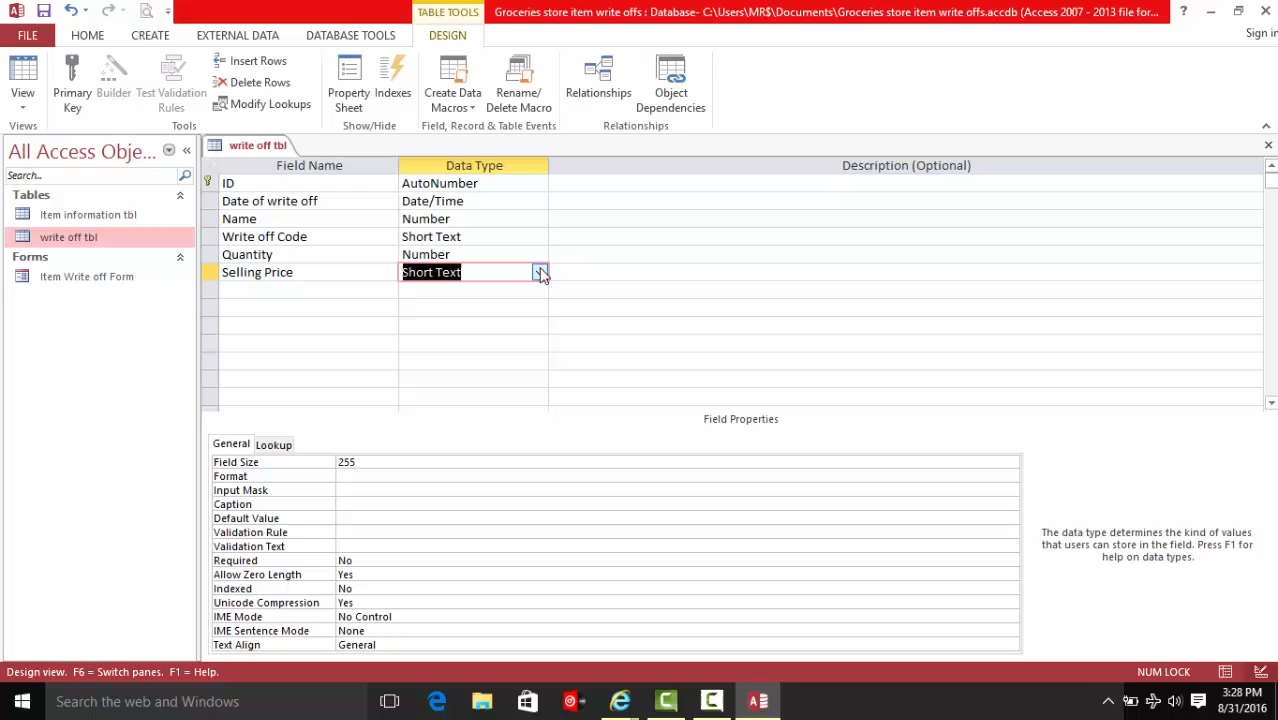 TABLE TOOLS
Groceries store item write offs : Database- C:\Users\MR$\Documents\Groceries store item write offs.accdb (Access 2007 - 2013 file for...
?
FILE HOME CREATE EXTERNAL DATA DATABASE TOOLS DESIGN
Sign in
View
Primary Key
Builder
Test Validation Rules
Insert Rows
Delete Rows
Modify Lookups
Property Sheet
Indexes
Create Data Macros
Rename/ Delete Macro
Relationships
Object Dependencies
Views Tools Show/Hide Field, Record & Table Events Relationships
All Access Obje...
Search...
Tables
Item information tbl
write off tbl
Forms
Item Write off Form
write off tbl
Field Name Data Type Description (Optional)
ID AutoNumber
Date of write off Date/Time
Name Number
Write off Code Short Text
Quantity Number
Selling Price Short Text
Field Properties
General Lookup
Field Size 255
Format
Input Mask
Caption
Default Value
Validation Rule
Validation Text
Required No
Allow Zero Length Yes
Indexed No
Unicode Compression Yes
IME Mode No Control
IME Sentence Mode None
Text Align General
The data type determines the kind of values
that users can store in the field. Press F1 for
help on data types.
Design view. F6 = Switch panes. F1 = Help.
NUM LOCK
Search the web and Windows
3:28 PM
8/31/2016